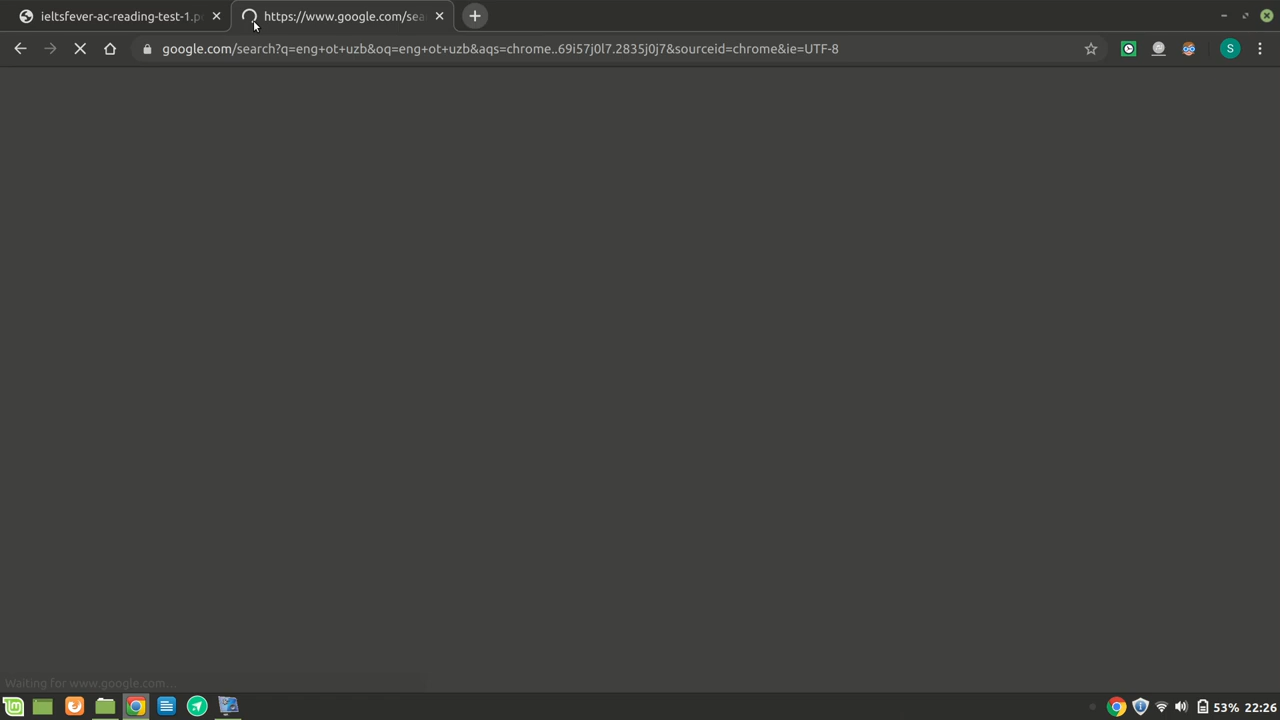 ieltsfever-ac-reading-test-1.p
https://www.google.com/sea
google.com/search?q=eng+ot+uzb&oq=eng+ot+uzb&aqs=chrome..69i57j0l7.2835j0j7&sourceid=chrome&ie=UTF-8
S
Waiting for www.google.com...
53% 22:26